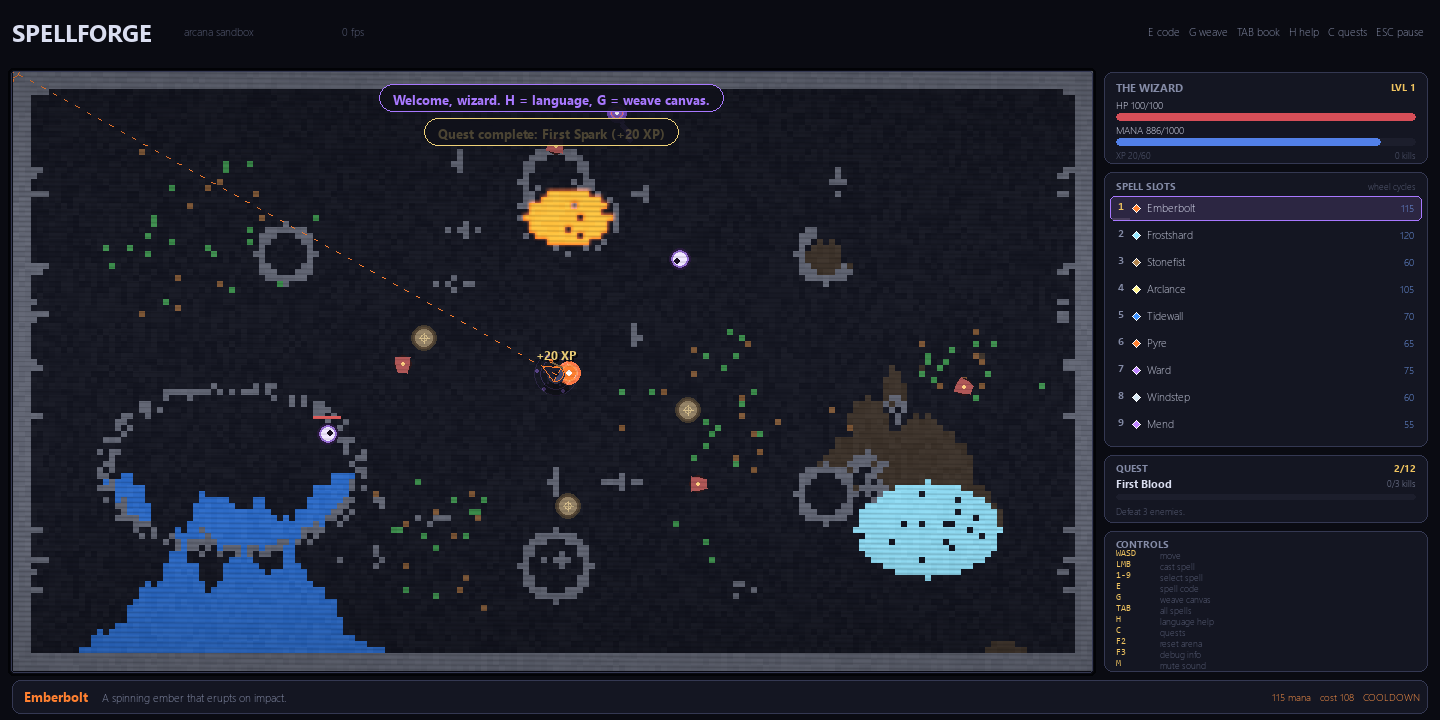 SPELLFORGE arcana sandbox 0 fps E code G weave TAB book H help C quests ESC pause
Welcome, wizard. H = language, G = weave canvas.
Quest complete: First Spark (+20 XP)
+20 XP
THE WIZARD LVL 1
HP 100/100
MANA 886/1000
XP 20/60 0 kills
SPELL SLOTS wheel cycles
1 Emberbolt 115
2 Frostshard 120
3 Stonefist 60
4 Arclance 105
5 Tidewall 70
6 Pyre 65
7 Ward 75
8 Windstep 60
9 Mend 55
QUEST 2/12
First Blood 0/3 kills
Defeat 3 enemies.
CONTROLS
WASD move
LMB cast spell
1-9 select spell
E spell code
G weave canvas
TAB all spells
H language help
C quests
F2 reset arena
F3 debug info
M mute sound
Emberbolt A spinning ember that erupts on impact. 115 mana cost 108 COOLDOWN